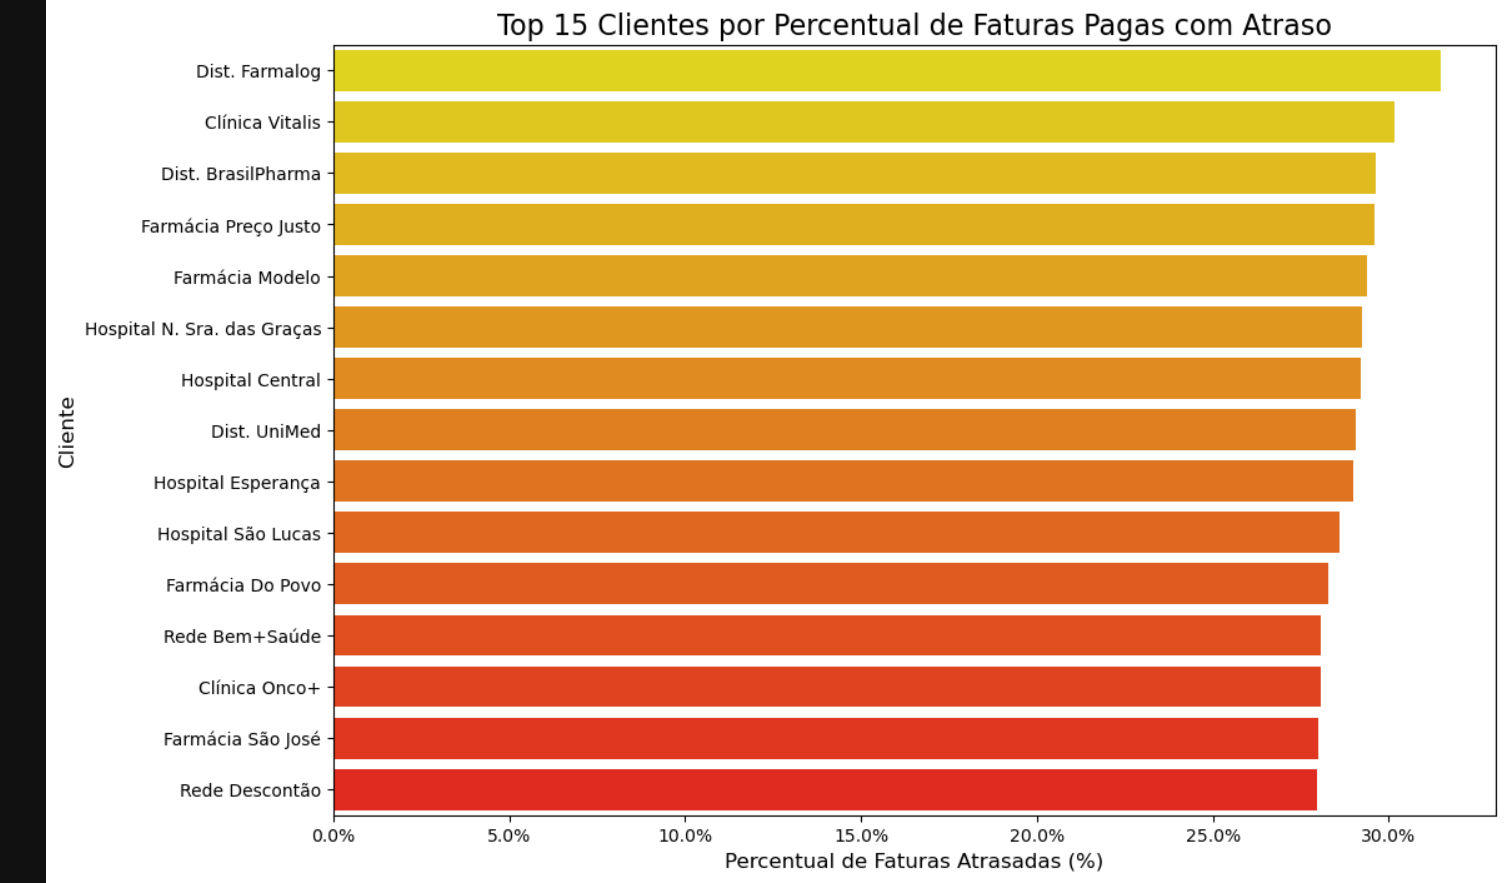 Top 15 Clientes por Percentual de Faturas Pagas com Atraso
Dist. Farmalog
Clínica Vitalis
Dist. BrasilPharma
Farmácia Preço Justo
Farmácia Modelo
Hospital N. Sra. das Graças
Hospital Central
Dist. UniMed
Hospital Esperança
Hospital São Lucas
Farmácia Do Povo
Rede Bem+Saúde
Clínica Onco+
Farmácia São José
Rede Descontão
Cliente
0.0% 5.0% 10.0% 15.0% 20.0% 25.0% 30.0%
Percentual de Faturas Atrasadas (%)